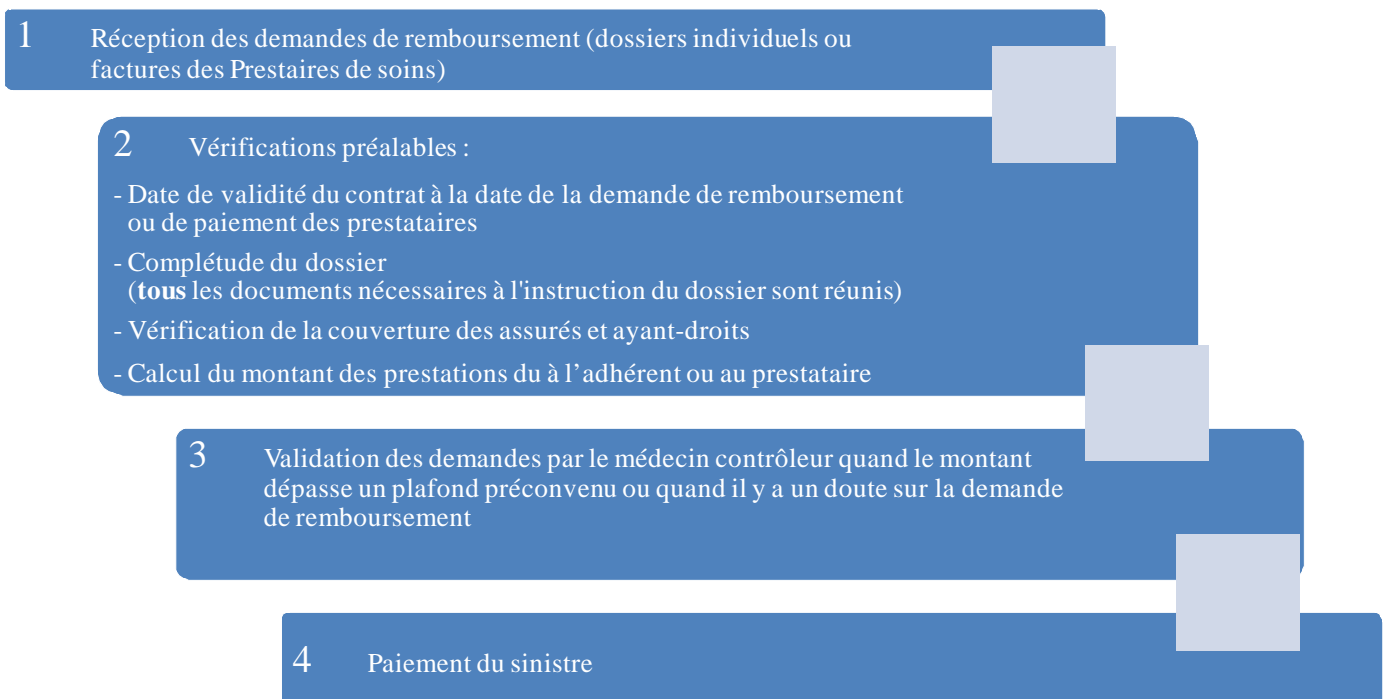 1 Réception des demandes de remboursement (dossiers individuels ou
factures des Prestaires de soins)
2 Vérifications préalables :
- Date de validité du contrat à la date de la demande de remboursement
ou de paiement des prestataires
- Complétude du dossier
(tous les documents nécessaires à l'instruction du dossier sont réunis)
- Vérification de la couverture des assurés et ayant-droits
- Calcul du montant des prestations du à l’adhérent ou au prestataire
3 Validation des demandes par le médecin contrôleur quand le montant
dépasse un plafond préconvenu ou quand il y a un doute sur la demande
de remboursement
4 Paiement du sinistre